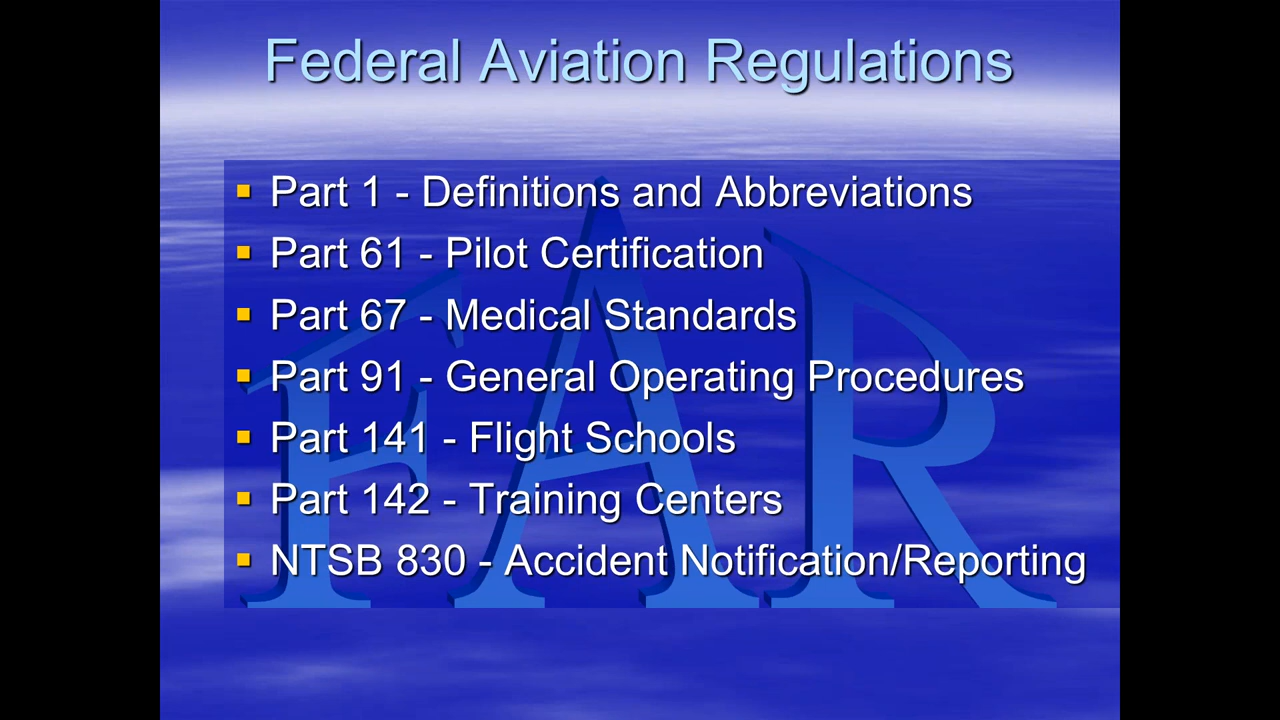 Federal Aviation Regulations
Part 1 - Definitions and Abbreviations
Part 61 - Pilot Certification
Part 67 - Medical Standards
Part 91 - General Operating Procedures
Part 141 - Flight Schools
Part 142 - Training Centers
NTSB 830 - Accident Notification/Reporting
FAR